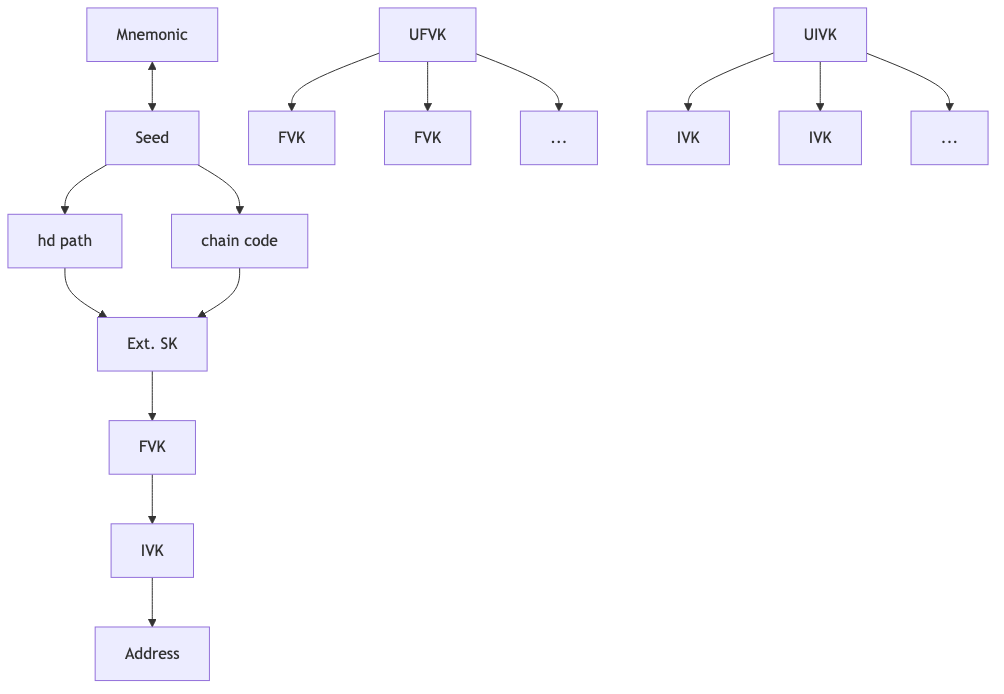 Mnemonic
UFVK
UIVK
Seed
FVK
FVK
...
IVK
IVK
...
hd path
chain code
Ext. SK
FVK
IVK
Address